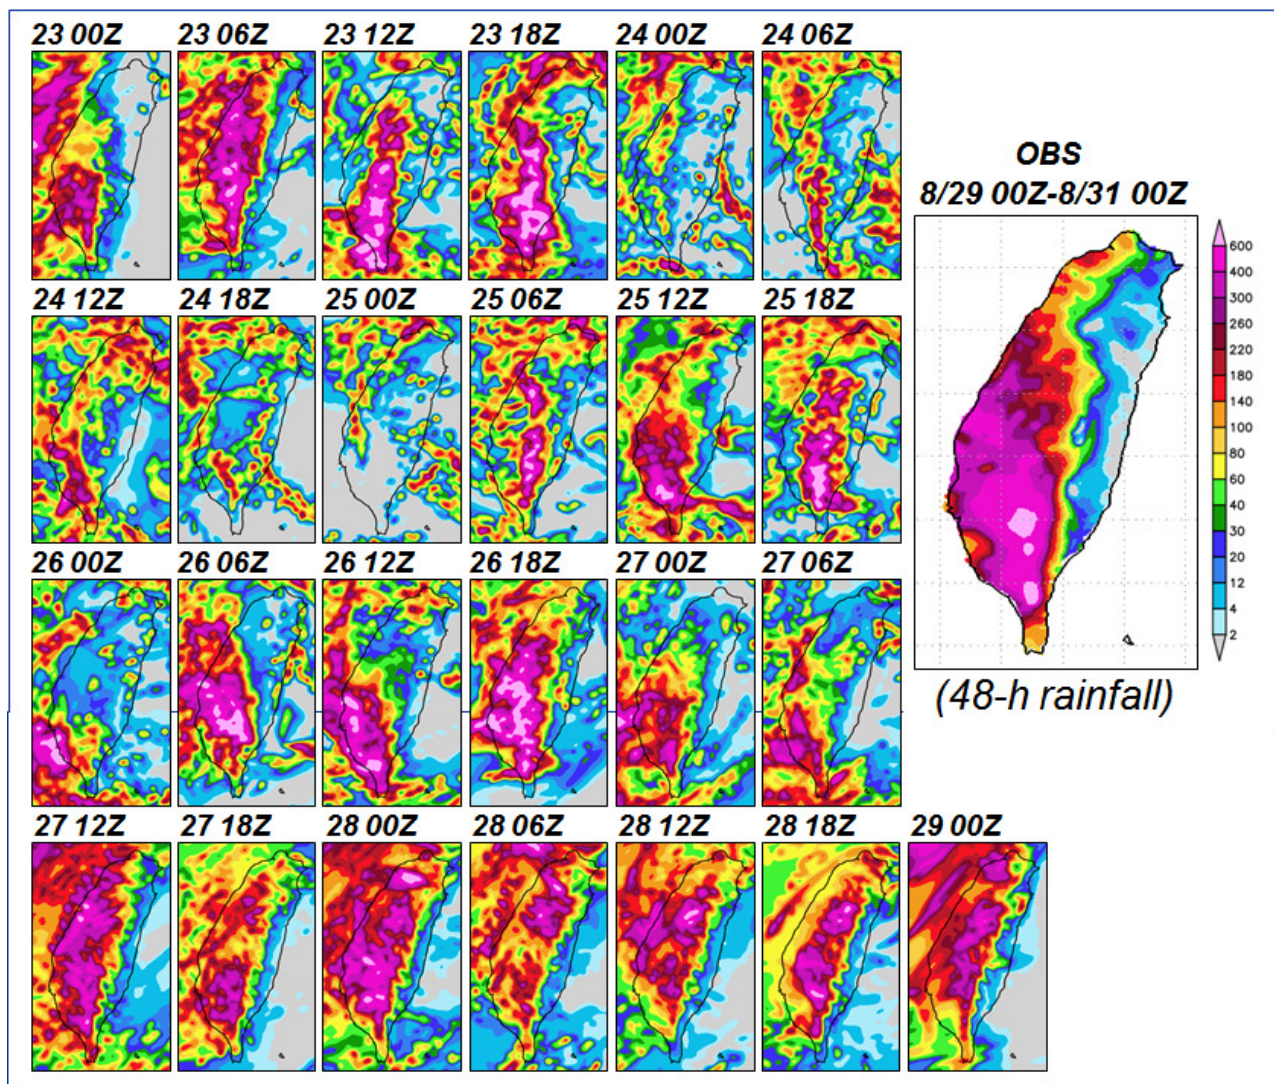 23 00Z 23 06Z 23 12Z 23 18Z 24 00Z 24 06Z
OBS
8/29 00Z-8/31 00Z
24 12Z 24 18Z 25 00Z 25 06Z 25 12Z 25 18Z
600
400
300
260
220
180
140
100
80
60
40
30
20
12
4
2
26 00Z 26 06Z 26 12Z 26 18Z 27 00Z 27 06Z
(48-h rainfall)
27 12Z 27 18Z 28 00Z 28 06Z 28 12Z 28 18Z 29 00Z